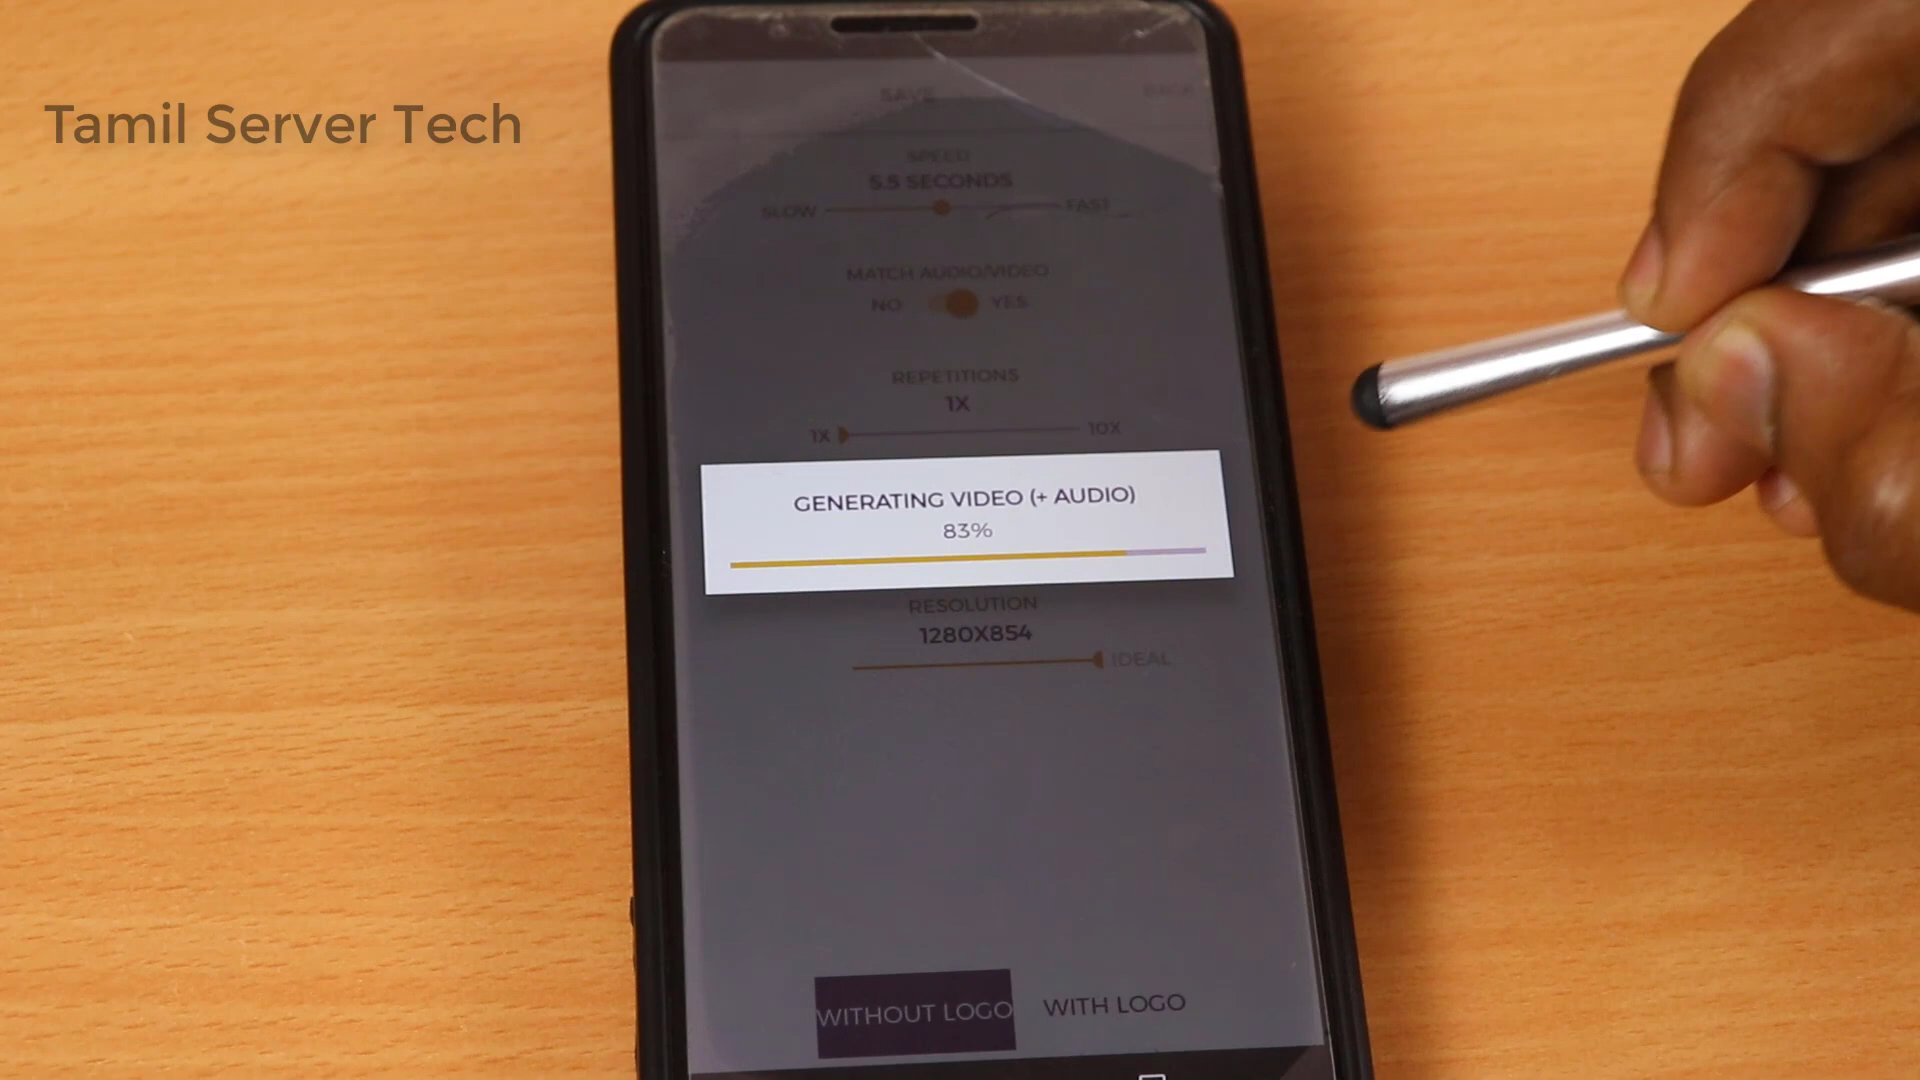 Tamil Server Tech
SAVE
BACK
SPEED
5.5 SECONDS
SLOW FAST
MATCH AUDIO/VIDEO
NO YES
REPETITIONS
1X
1X 10X
GENERATING VIDEO (+ AUDIO)
83%
RESOLUTION
1280X854
IDEAL
WITHOUT LOGO WITH LOGO